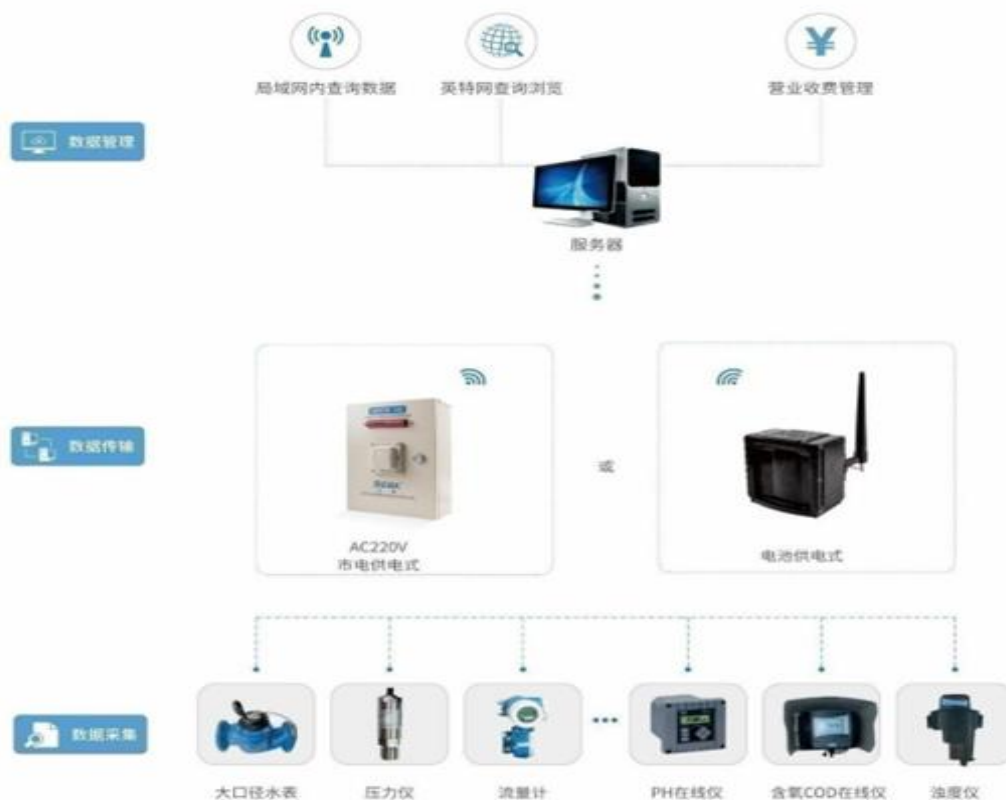 局域网内查询数据
英特网查询浏览
营业收费管理
数据管理
服务器
数据传输
或
AC220V
市电供电式
电池供电式
数据采集
大口径水表
压力仪
流量计
PH在线仪
含氧COD在线仪
浊度仪